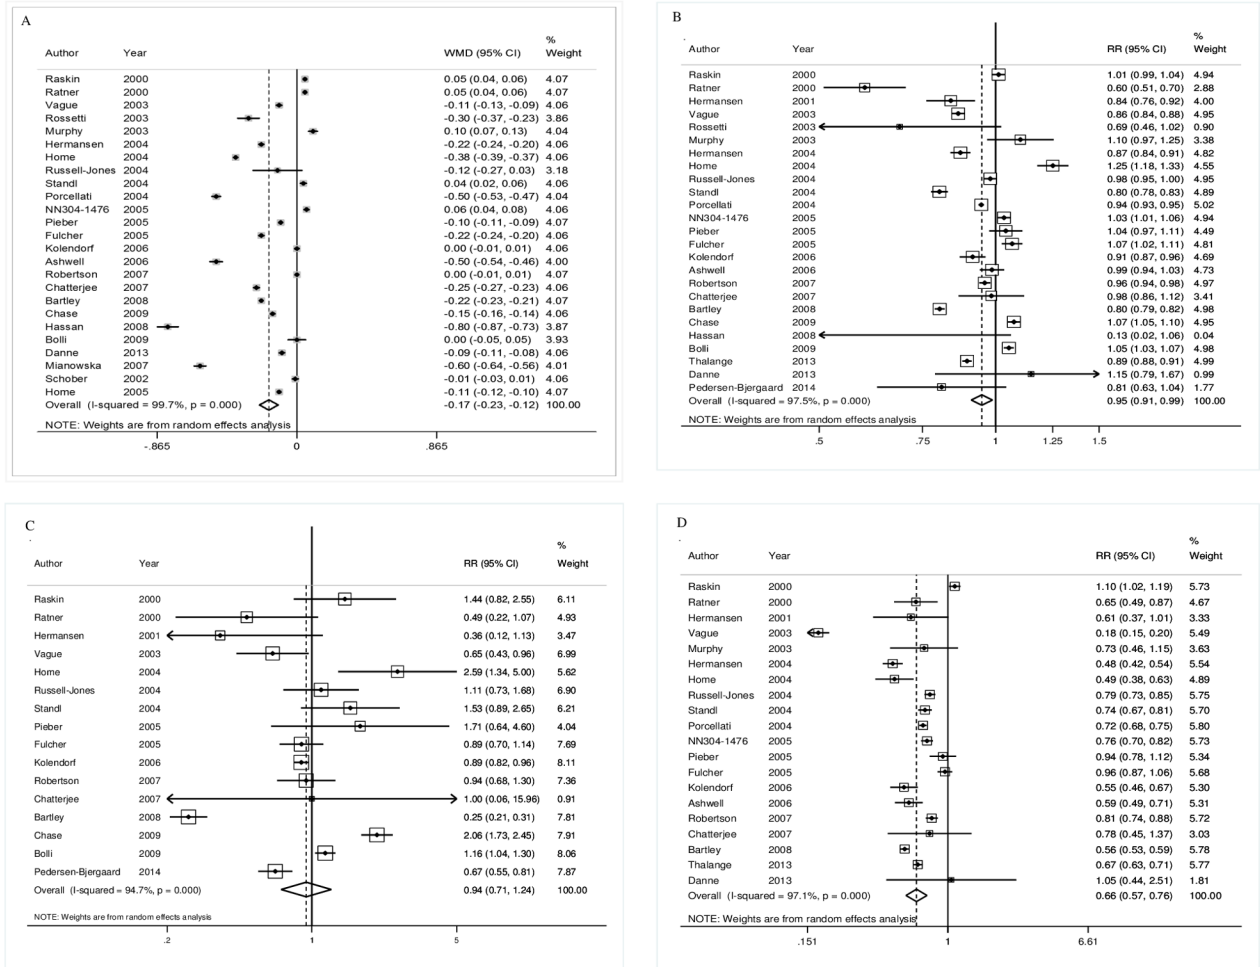 A
%
Author Year WMD (95% CI) Weight
Raskin 2000 0.05 (0.04, 0.06) 4.07
Ratner 2000 0.05 (0.04, 0.06) 4.07
Vague 2003 -0.11 (-0.13, -0.09) 4.06
Rossetti 2003 -0.30 (-0.37, -0.23) 3.86
Murphy 2003 0.10 (0.07, 0.13) 4.04
Hermansen 2004 -0.22 (-0.24, -0.20) 4.06
Home 2004 -0.38 (-0.39, -0.37) 4.06
Russell-Jones 2004 -0.12 (-0.27, 0.03) 3.18
Standl 2004 0.04 (0.02, 0.06) 4.06
Porcellati 2004 -0.50 (-0.53, -0.47) 4.04
NN304-1476 2005 0.06 (0.04, 0.08) 4.06
Pieber 2005 -0.10 (-0.11, -0.09) 4.07
Fulcher 2005 -0.22 (-0.24, -0.20) 4.06
Kolendorf 2006 0.00 (-0.01, 0.01) 4.06
Ashwell 2006 -0.50 (-0.54, -0.46) 4.00
Robertson 2007 0.00 (-0.01, 0.01) 4.07
Chatterjee 2007 -0.25 (-0.27, -0.23) 4.06
Bartley 2008 -0.22 (-0.23, -0.21) 4.07
Chase 2009 -0.15 (-0.16, -0.14) 4.06
Hassan 2008 -0.80 (-0.87, -0.73) 3.87
Bolli 2009 0.00 (-0.05, 0.05) 3.93
Danne 2013 -0.09 (-0.11, -0.08) 4.06
Mianowska 2007 -0.60 (-0.64, -0.56) 4.01
Schober 2002 -0.01 (-0.03, 0.01) 4.06
Home 2005 -0.11 (-0.12, -0.10) 4.07
Overall (I-squared = 99.7%, p = 0.000) -0.17 (-0.23, -0.12) 100.00
NOTE: Weights are from random effects analysis
-.865 0 .865
B
%
Author Year RR (95% CI) Weight
Raskin 2000 1.01 (0.99, 1.04) 4.94
Ratner 2000 0.60 (0.51, 0.70) 2.88
Hermansen 2001 0.84 (0.76, 0.92) 4.00
Vague 2003 0.86 (0.84, 0.88) 4.95
Rossetti 2003 0.69 (0.46, 1.02) 0.90
Murphy 2003 1.10 (0.97, 1.25) 3.38
Hermansen 2004 0.87 (0.84, 0.91) 4.82
Home 2004 1.25 (1.18, 1.33) 4.55
Russell-Jones 2004 0.98 (0.95, 1.00) 4.95
Standl 2004 0.80 (0.78, 0.83) 4.89
Porcellati 2004 0.94 (0.93, 0.95) 5.02
NN304-1476 2005 1.03 (1.01, 1.06) 4.94
Pieber 2005 1.04 (0.97, 1.11) 4.49
Fulcher 2005 1.07 (1.02, 1.11) 4.81
Kolendorf 2006 0.91 (0.87, 0.96) 4.69
Ashwell 2006 0.99 (0.94, 1.03) 4.73
Robertson 2007 0.96 (0.94, 0.98) 4.97
Chatterjee 2007 0.98 (0.86, 1.12) 3.41
Bartley 2008 0.80 (0.79, 0.82) 4.98
Chase 2009 1.07 (1.05, 1.10) 4.95
Hassan 2008 0.13 (0.02, 1.06) 0.04
Bolli 2009 1.05 (1.03, 1.07) 4.98
Thalange 2013 0.89 (0.88, 0.91) 4.99
Danne 2013 1.15 (0.79, 1.67) 0.99
Pedersen-Bjergaard 2014 0.81 (0.63, 1.04) 1.77
Overall (I-squared = 97.5%, p = 0.000) 0.95 (0.91, 0.99) 100.00
NOTE: Weights are from random effects analysis
.5 .75 1 1.25 1.5
C
%
Author Year RR (95% CI) Weight
Raskin 2000 1.44 (0.82, 2.55) 6.11
Ratner 2000 0.49 (0.22, 1.07) 4.93
Hermansen 2001 0.36 (0.12, 1.13) 3.47
Vague 2003 0.65 (0.43, 0.96) 6.99
Home 2004 2.59 (1.34, 5.00) 5.62
Russell-Jones 2004 1.11 (0.73, 1.68) 6.90
Standl 2004 1.53 (0.89, 2.65) 6.21
Pieber 2005 1.71 (0.64, 4.60) 4.04
Fulcher 2005 0.89 (0.70, 1.14) 7.69
Kolendorf 2006 0.89 (0.82, 0.96) 8.11
Robertson 2007 0.94 (0.68, 1.30) 7.36
Chatterjee 2007 1.00 (0.06, 15.96) 0.91
Bartley 2008 0.25 (0.21, 0.31) 7.81
Chase 2009 2.06 (1.73, 2.45) 7.91
Bolli 2009 1.16 (1.04, 1.30) 8.06
Pedersen-Bjergaard 2014 0.67 (0.55, 0.81) 7.87
Overall (I-squared = 94.7%, p = 0.000) 0.94 (0.71, 1.24) 100.00
NOTE: Weights are from random effects analysis
.2 1 5
D
%
Author Year RR (95% CI) Weight
Raskin 2000 1.10 (1.02, 1.19) 5.73
Ratner 2000 0.65 (0.49, 0.87) 4.67
Hermansen 2001 0.61 (0.37, 1.01) 3.33
Vague 2003 0.18 (0.15, 0.20) 5.49
Murphy 2003 0.73 (0.46, 1.15) 3.63
Hermansen 2004 0.48 (0.42, 0.54) 5.54
Home 2004 0.49 (0.38, 0.63) 4.89
Russell-Jones 2004 0.79 (0.73, 0.85) 5.75
Standl 2004 0.74 (0.67, 0.81) 5.70
Porcellati 2004 0.72 (0.68, 0.75) 5.80
NN304-1476 2005 0.76 (0.70, 0.82) 5.73
Pieber 2005 0.94 (0.78, 1.12) 5.34
Fulcher 2005 0.96 (0.87, 1.06) 5.68
Kolendorf 2006 0.55 (0.46, 0.67) 5.30
Ashwell 2006 0.59 (0.49, 0.71) 5.31
Robertson 2007 0.81 (0.74, 0.88) 5.72
Chatterjee 2007 0.78 (0.45, 1.37) 3.03
Bartley 2008 0.56 (0.53, 0.59) 5.78
Thalange 2013 0.67 (0.63, 0.71) 5.77
Danne 2013 1.05 (0.44, 2.51) 1.81
Overall (I-squared = 97.1%, p = 0.000) 0.66 (0.57, 0.76) 100.00
NOTE: Weights are from random effects analysis
.151 1 6.61